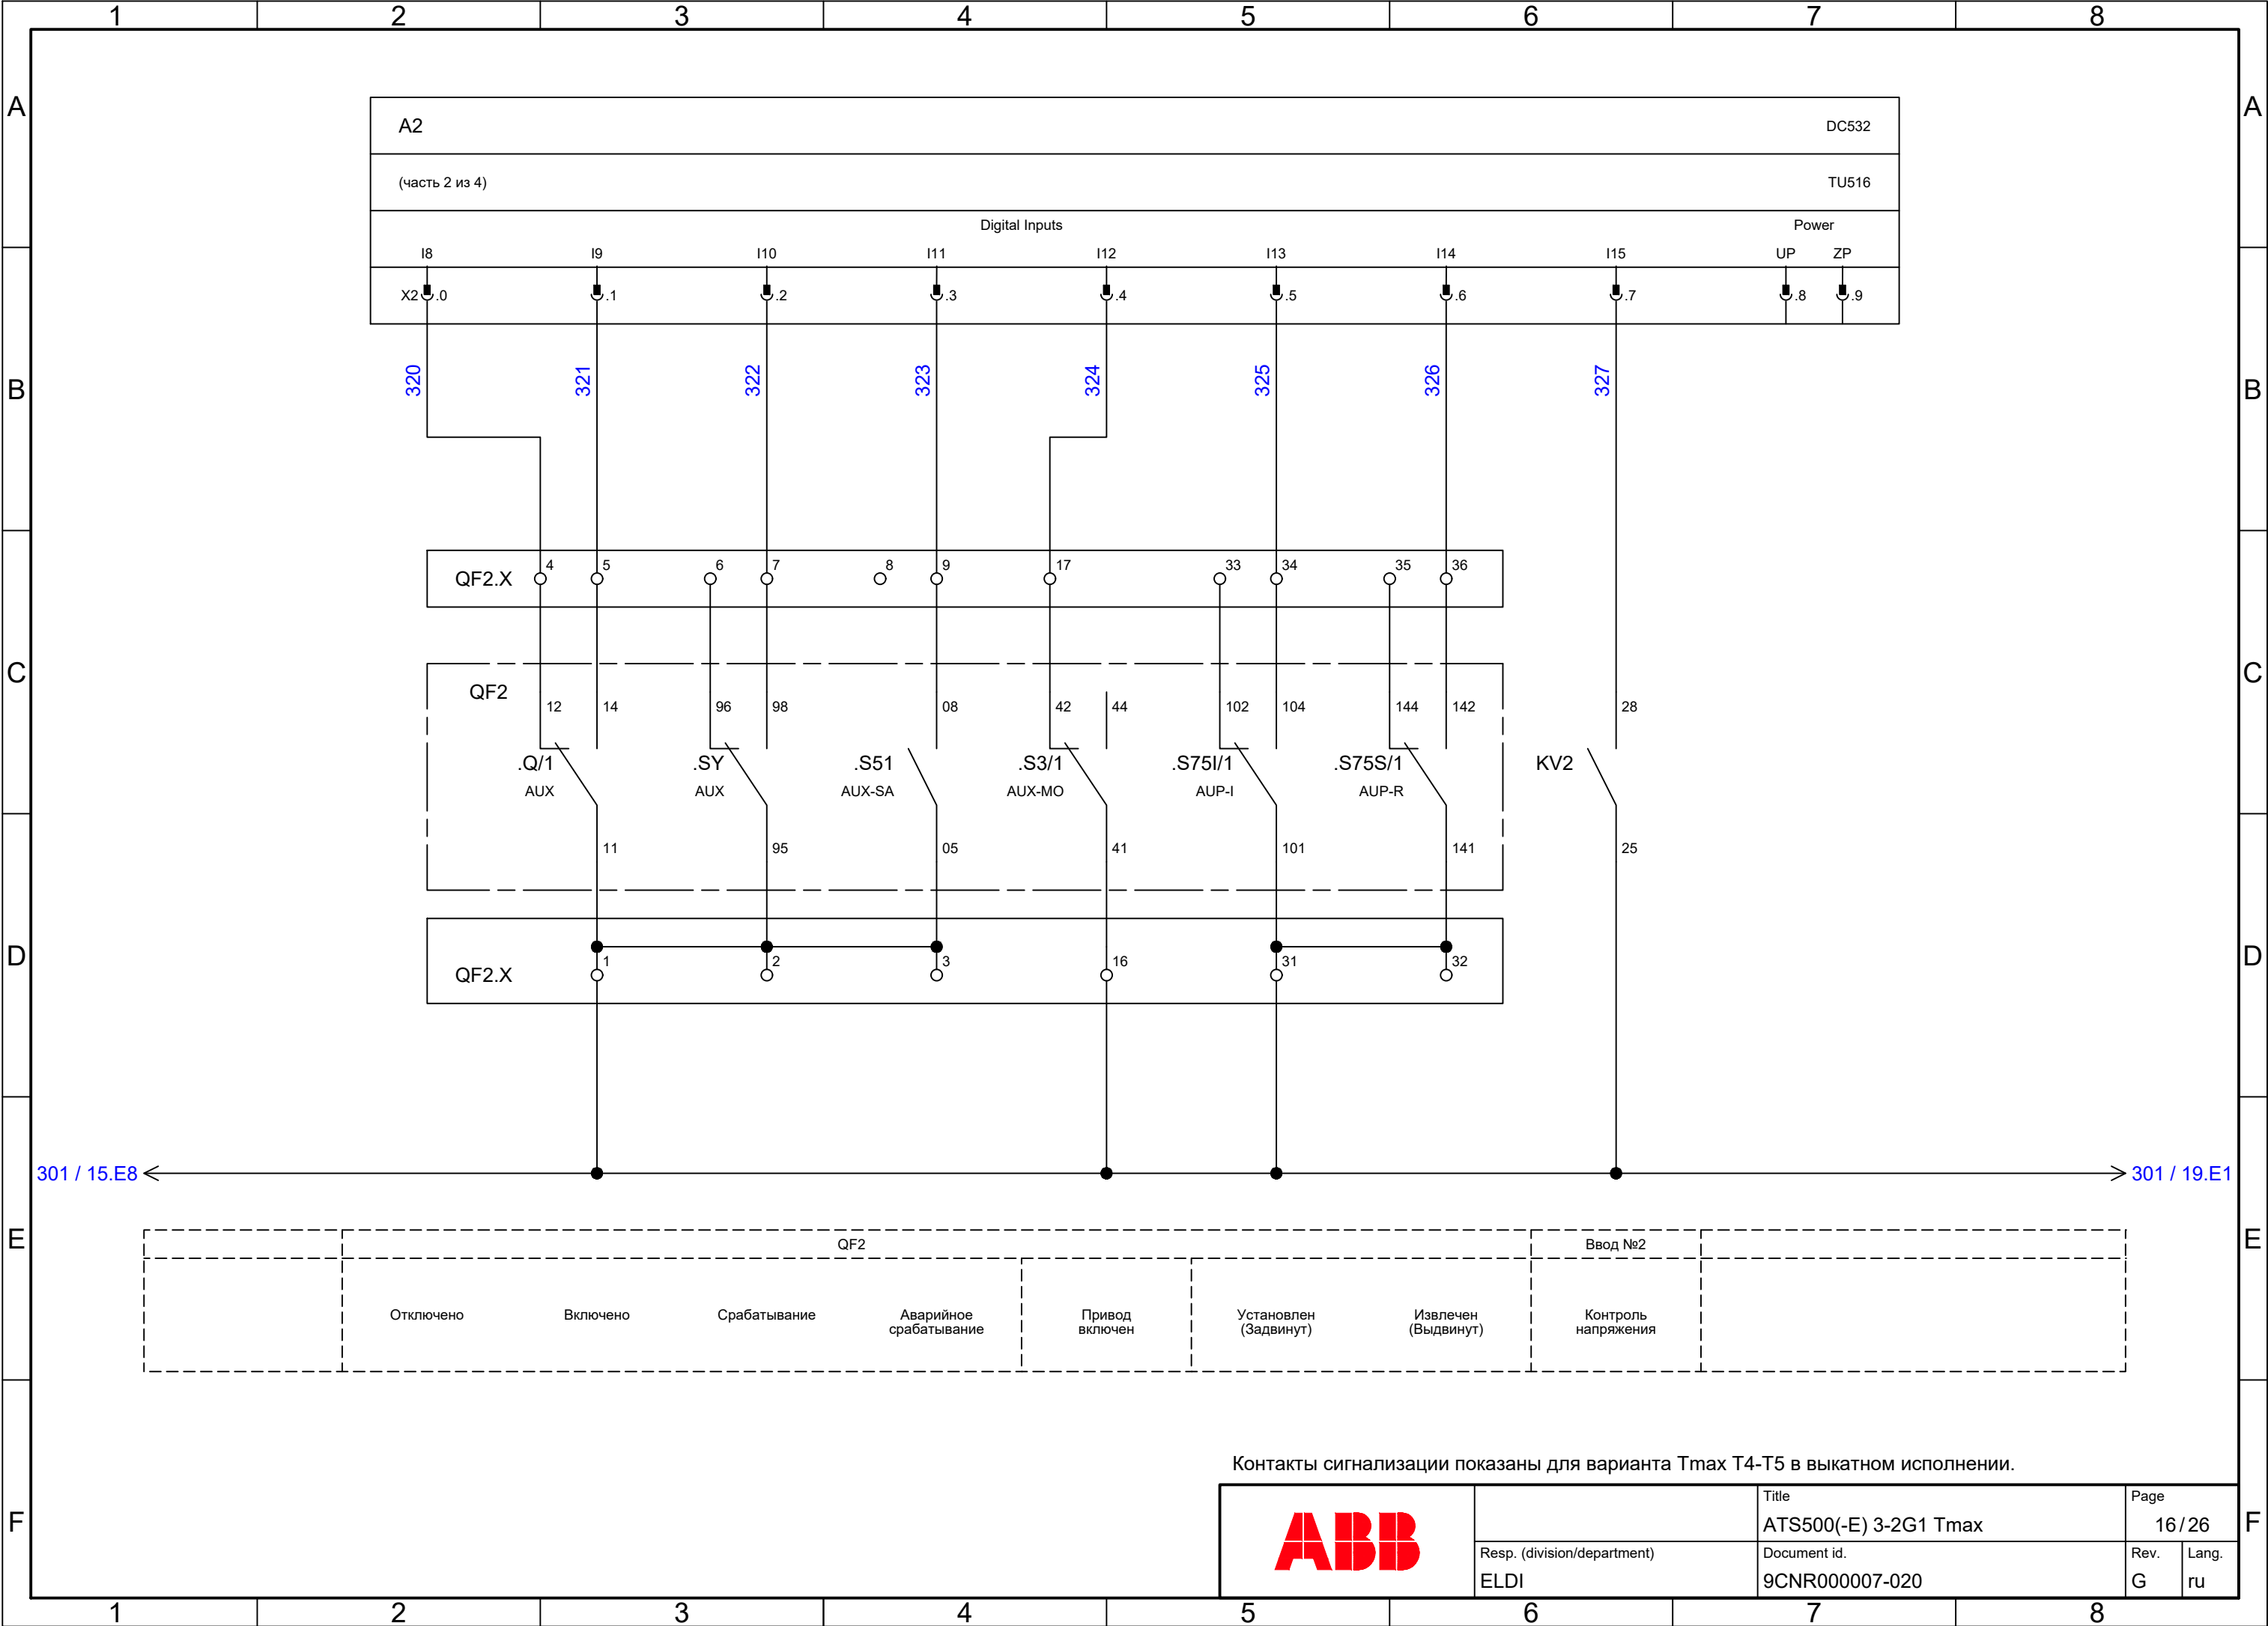 1 2 3 4 5 6 7 8
A A
A2 DC532
(часть 2 из 4) TU516
Digital Inputs Power
I8 I9 I10 I11 I12 I13 I14 I15 UP ZP
X2 .0 .1 .2 .3 .4 .5 .6 .7 .8 .9
320 321 322 323 324 325 326 327
B B
QF2.X 4 5 6 7 8 9 17 33 34 35 36
C C
QF2
12 14 96 98 08 42 44 102 104 144 142 28
.Q/1 .SY .S51 .S3/1 .S75I/1 .S75S/1 KV2
AUX AUX AUX-SA AUX-MO AUP-I AUP-R
11 95 05 41 101 141 25
D D
QF2.X 1 2 3 16 31 32
301 / 15.E8 301 / 19.E1
E E
QF2 Ввод №2
Отключено Включено Срабатывание
Аварийное
срабатывание
Привод
включен
Установлен
(Задвинут)
Извлечен
(Выдвинут)
Контроль
напряжения
Контакты сигнализации показаны для варианта Tmax T4-T5 в выкатном исполнении.
F F
ABB
Title
ATS500(-E) 3-2G1 Tmax
Page
16 / 26
Resp. (division/department)
ELDI
Document id.
9CNR000007-020
Rev.
G
Lang.
ru
1 2 3 4 5 6 7 8